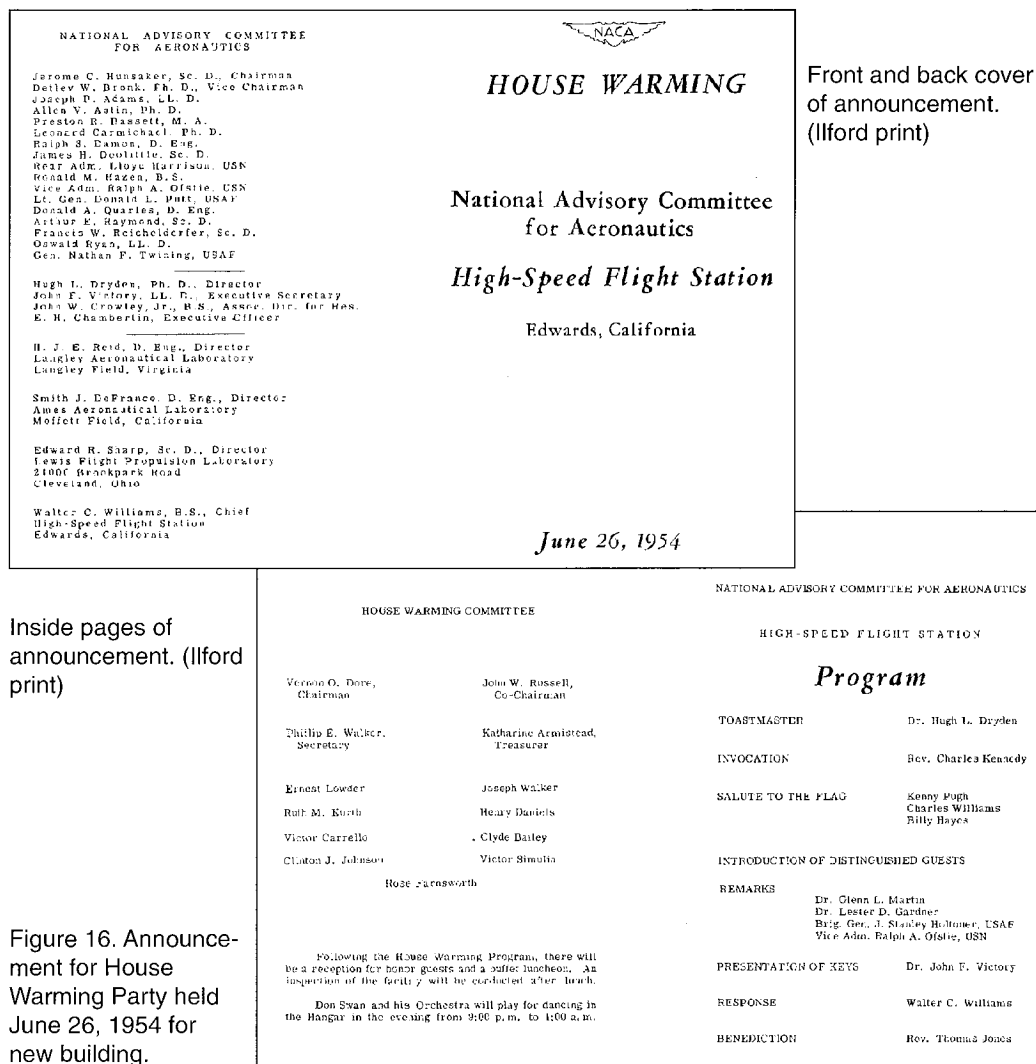 NATIONAL ADVISORY COMMITTEE
FOR AERONAUTICS
Jerome C. Hunsaker, Sc. D., Chairman
Detlev W. Bronk, Ph. D., Vice Chairman
Joseph P. Adams, LL. D.
Allen V. Astin, Ph. D.
Preston R. Bassett, M. A.
Leonard Carmichael, Ph. D.
Ralph S. Damon, D. Eng.
James H. Doolittle, Sc. D.
Rear Adm. Lloyd Harrison, USN
Ronald M. Hazen, B.S.
Vice Adm. Ralph A. Ofstie, USN
Lt. Gen. Donald L. Putt, USAF
Donald A. Quarles, D. Eng.
Arthur E. Raymond, Sc. D.
Francis W. Reichelderfer, Sc. D.
Oswald Ryan, LL. D.
Gen. Nathan F. Twining, USAF
Hugh L. Dryden, Ph. D., Director
John F. Victory, LL. D., Executive Secretary
John W. Crowley, Jr., B.S., Assoc. Dir. for Res.
E. H. Chamberlin, Executive Officer
H. J. E. Reid, D. Eng., Director
Langley Aeronautical Laboratory
Langley Field, Virginia
Smith J. DeFrance, D. Eng., Director
Ames Aeronautical Laboratory
Moffett Field, California
Edward R. Sharp, Sc. D., Director
Lewis Flight Propulsion Laboratory
21000 Brookpark Road
Cleveland, Ohio
Walter C. Williams, B.S., Chief
High-Speed Flight Station
Edwards, California
NACA
HOUSE WARMING
National Advisory Committee
for Aeronautics
High-Speed Flight Station
Edwards, California
June 26, 1954
Front and back cover
of announcement.
(Ilford print)
Inside pages of
announcement. (Ilford
print)
HOUSE WARMING COMMITTEE
Vernon O. Dore,
Chairman
John W. Russell,
Co-Chairman
Phillip E. Walker,
Secretary
Katharine Armistead,
Treasurer
Ernest Lowder
Joseph Walker
Ruth M. Kurth
Henry Daniels
Victor Carrello
Clyde Bailey
Clinton J. Johnson
Victor Simulia
Rose Farnsworth
Following the House Warming Program, there will
be a reception for honor guests and a buffet luncheon. An
inspection of the facility will be conducted after lunch.
Don Swan and his Orchestra will play for dancing in
the Hangar in the evening from 9:00 p.m. to 1:00 a.m.
NATIONAL ADVISORY COMMITTEE FOR AERONAUTICS
HIGH-SPEED FLIGHT STATION
Program
TOASTMASTER Dr. Hugh L. Dryden
INVOCATION Rev. Charles Kennedy
SALUTE TO THE FLAG Kenny Pugh
Charles Williams
Billy Hayes
INTRODUCTION OF DISTINGUISHED GUESTS
REMARKS
Dr. Glenn L. Martin
Dr. Lester D. Gardner
Brig. Gen. J. Stanley Holtoner, USAF
Vice Adm. Ralph A. Ofstie, USN
PRESENTATION OF KEYS Dr. John F. Victory
RESPONSE Walter C. Williams
BENEDICTION Rev. Thomas Jones
Figure 16. Announce-
ment for House
Warming Party held
June 26, 1954 for
new building.